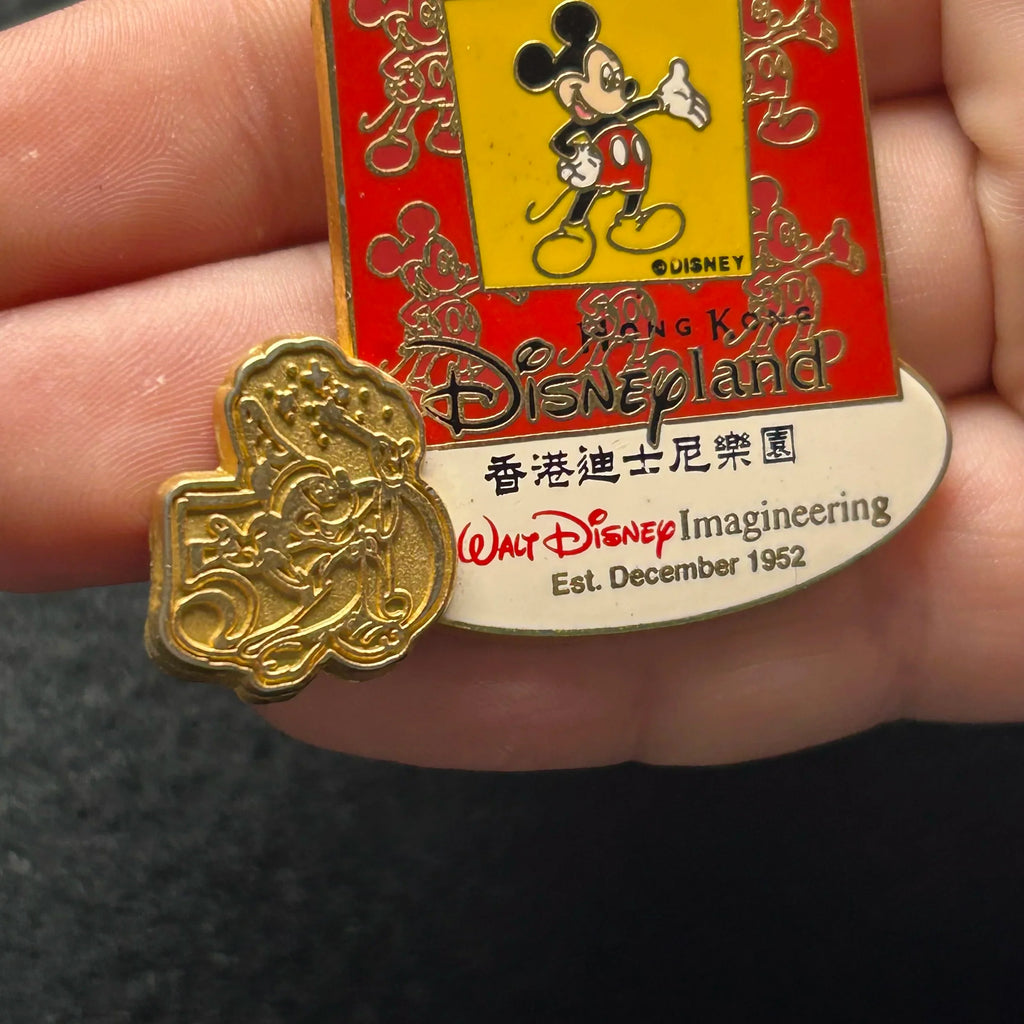 ©DISNEY
HONG KONG
DISNEYland
香港迪士尼樂園
WALT DISNEY Imagineering
Est. December 1952